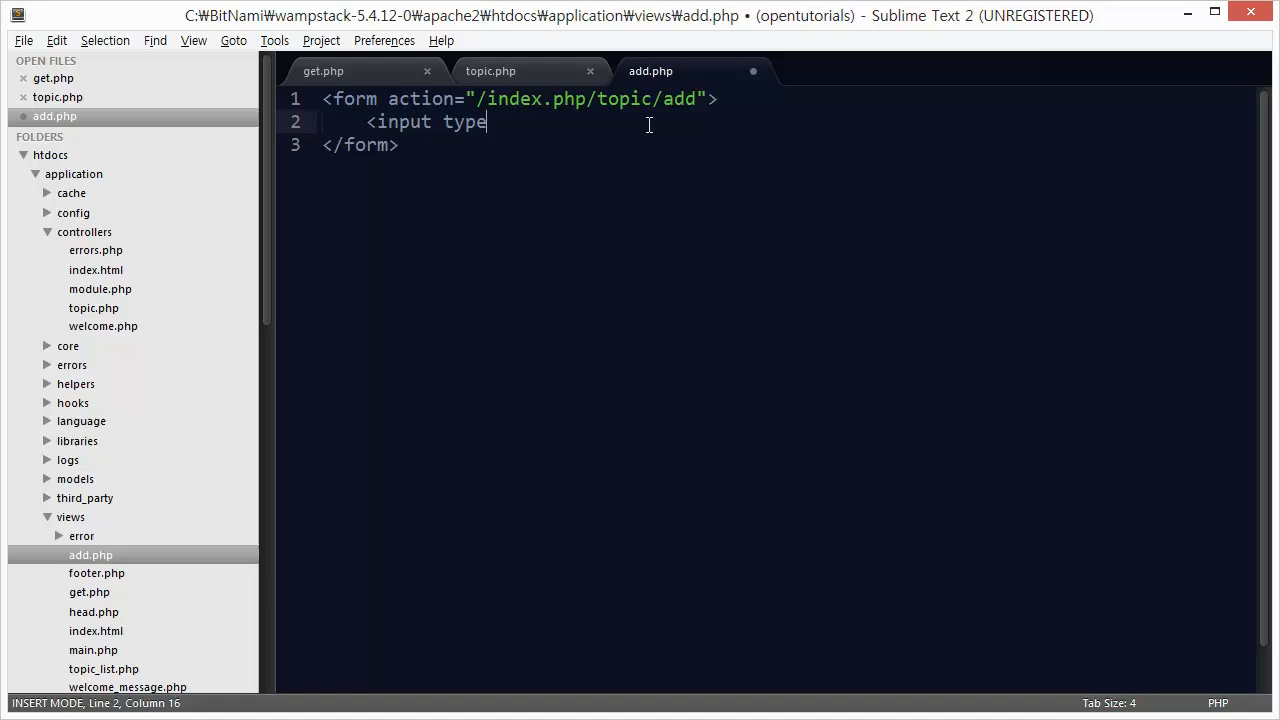 C:₩BitNami₩wampstack-5.4.12-0₩apache2₩htdocs₩application₩views₩add.php • (opentutorials) - Sublime Text 2 (UNREGISTERED)
File Edit Selection Find View Goto Tools Project Preferences Help
OPEN FILES
get.php
topic.php
add.php
FOLDERS
htdocs
application
cache
config
controllers
errors.php
index.html
module.php
topic.php
welcome.php
core
errors
helpers
hooks
language
libraries
logs
models
third_party
views
error
add.php
footer.php
get.php
head.php
index.html
main.php
topic_list.php
welcome_message.php
get.php topic.php add.php
1 <form action="/index.php/topic/add">
2 <input type
3 </form>
INSERT MODE, Line 2, Column 16 Tab Size: 4 PHP